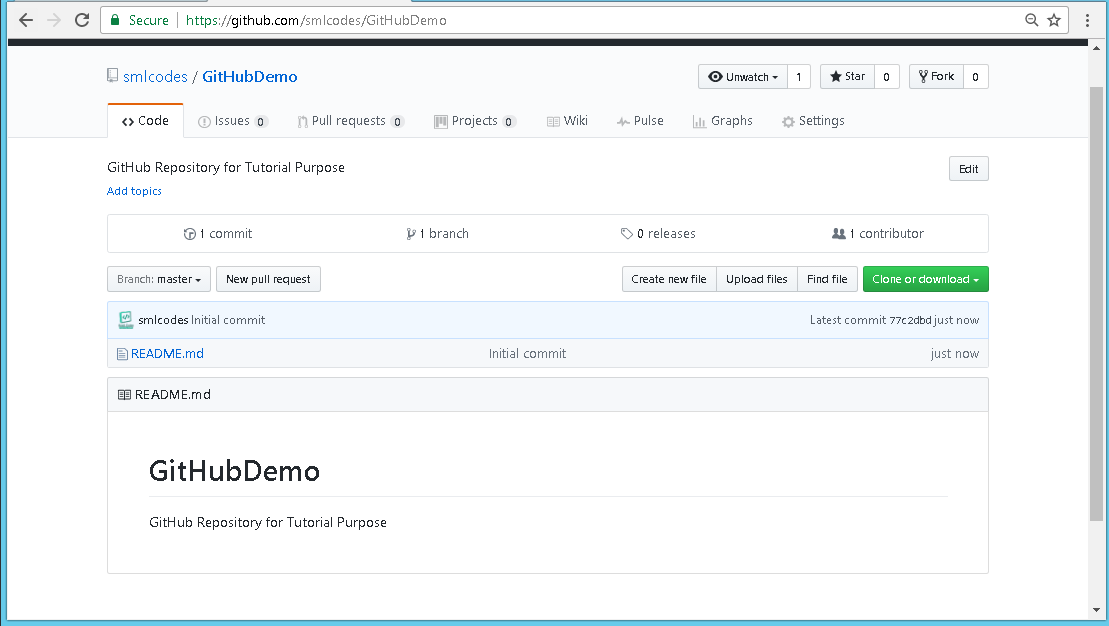 Secure https://github.com/smlcodes/GitHubDemo
smlcodes / GitHubDemo Unwatch 1 Star 0 Fork 0
Code Issues 0 Pull requests 0 Projects 0 Wiki Pulse Graphs Settings
GitHub Repository for Tutorial Purpose Edit
Add topics
1 commit 1 branch 0 releases 1 contributor
Branch: master New pull request Create new file Upload files Find file Clone or download
smlcodes Initial commit Latest commit 77c2dbd just now
README.md Initial commit just now
README.md
GitHubDemo
GitHub Repository for Tutorial Purpose